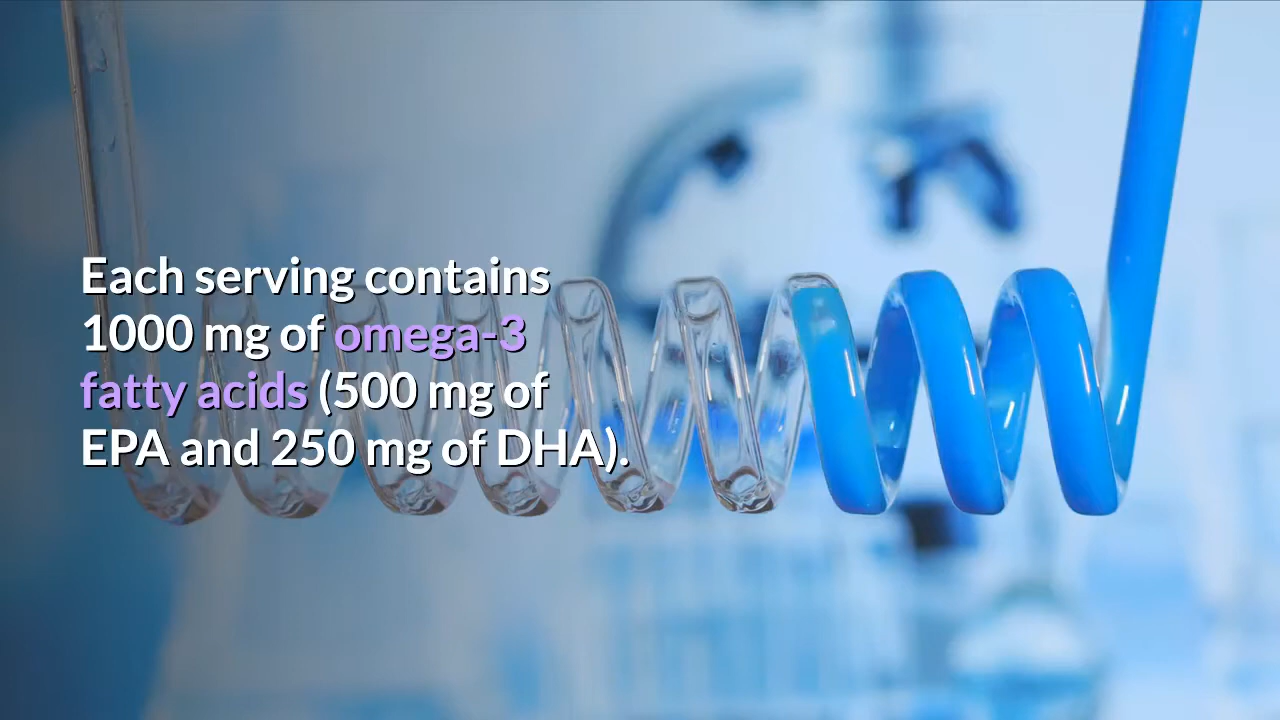 Each serving contains
1000 mg of omega-3
fatty acids (500 mg of
EPA and 250 mg of DHA).